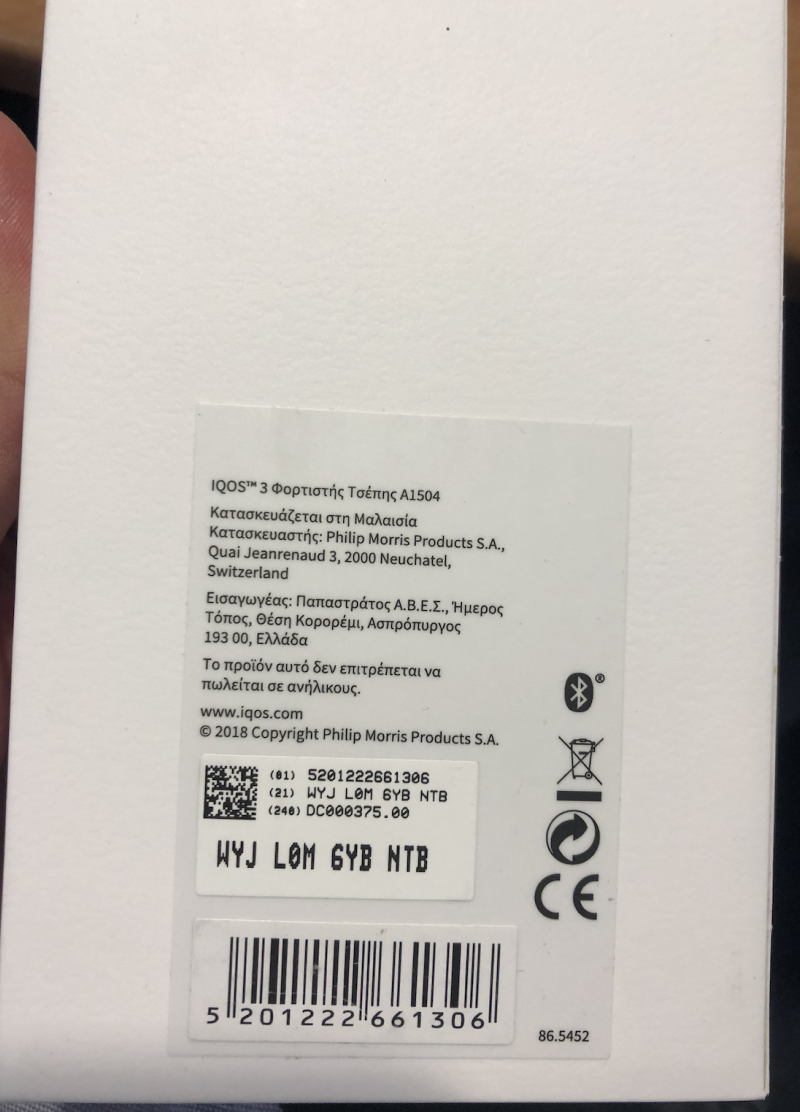 IQOS™ 3 Φορτιστής Τσέπης A1504
Κατασκευάζεται στη Μαλαισία
Κατασκευαστής: Philip Morris Products S.A.,
Quai Jeanrenaud 3, 2000 Neuchatel,
Switzerland
Εισαγωγέας: Παπαστράτος Α.Β.Ε.Σ., Ήμερος
Τόπος, Θέση Κορορέμι, Ασπρόπυργος
193 00, Ελλάδα
Το προϊόν αυτό δεν επιτρέπεται να
πωλείται σε ανήλικους.
www.iqos.com
© 2018 Copyright Philip Morris Products S.A.
(01) 5201222661306
(21) WYJ L0M 6YB NTB
(240) DC000375.00
WYJ L0M 6YB NTB
CE
5 201222 661306
86.5452